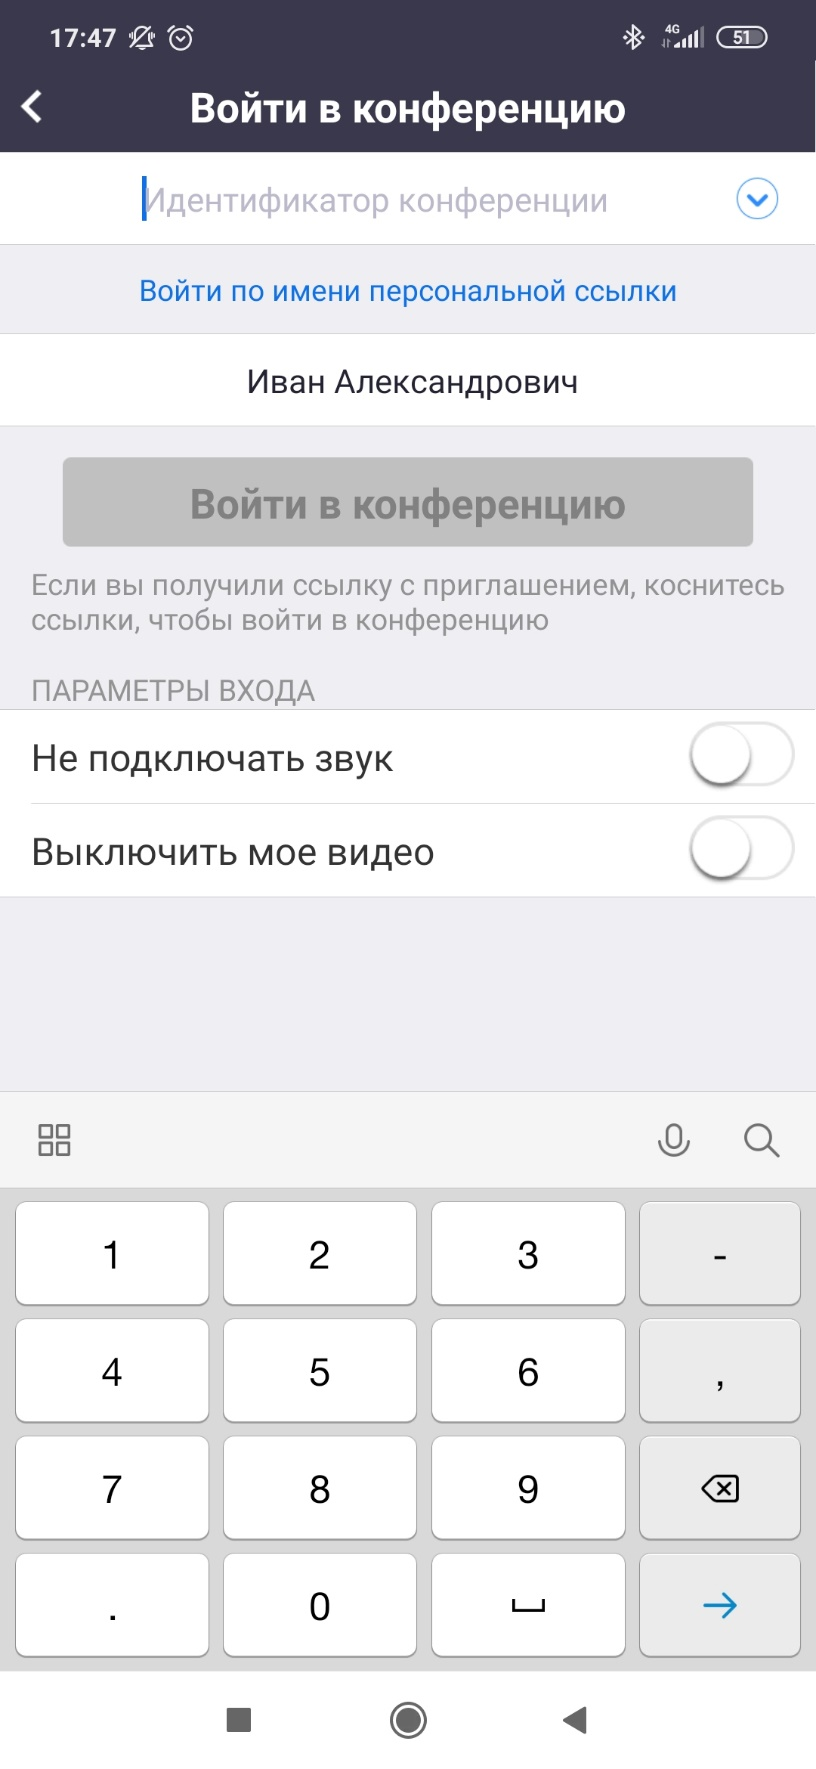 17:47 4G 51
Войти в конференцию
Идентификатор конференции
Войти по имени персональной ссылки
Иван Александрович
Войти в конференцию
Если вы получили ссылку с приглашением, коснитесь
ссылки, чтобы войти в конференцию
ПАРАМЕТРЫ ВХОДА
Не подключать звук
Выключить мое видео
1 2 3 -
4 5 6 ,
7 8 9
. 0